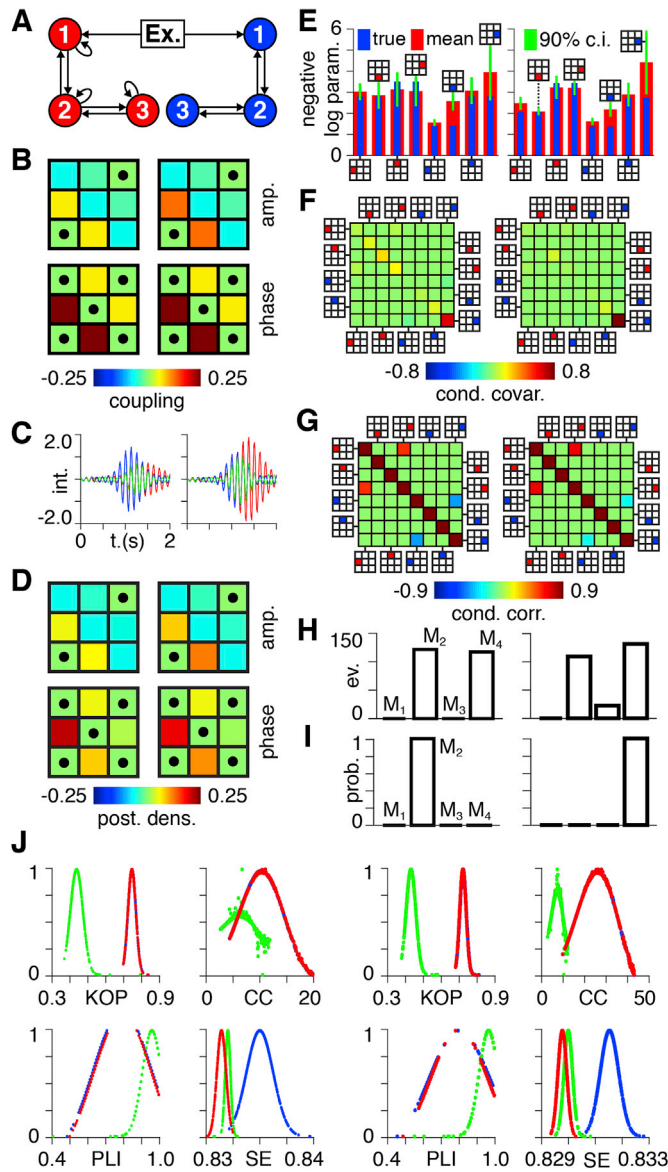 A
1 Ex. 1
2 3 3 2
B
amp.
phase
-0.25 0.25
coupling
C
2.0
int.
-2.0
0 t.(s) 2
D
amp.
phase
-0.25 0.25
post. dens.
E
6
negative
log param.
0
true mean 90% c.i.
F
-0.8 0.8
cond. covar.
G
-0.9 0.9
cond. corr.
H
150
ev.
0
M1 M2 M3 M4
I
1
prob.
0
M1 M2 M3 M4
J
1
0
0.3 KOP 0.9
0 CC 20
1
0
0.3 KOP 0.9
0 CC 50
1
0
0.4 PLI 1.0
0.83 SE 0.84
1
0
0.4 PLI 1.0
0.829 SE 0.833